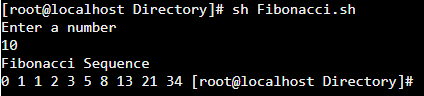 [root@localhost Directory]# sh Fibonacci.sh
Enter a number
10
Fibonacci Sequence
0 1 1 2 3 5 8 13 21 34 [root@localhost Directory]#